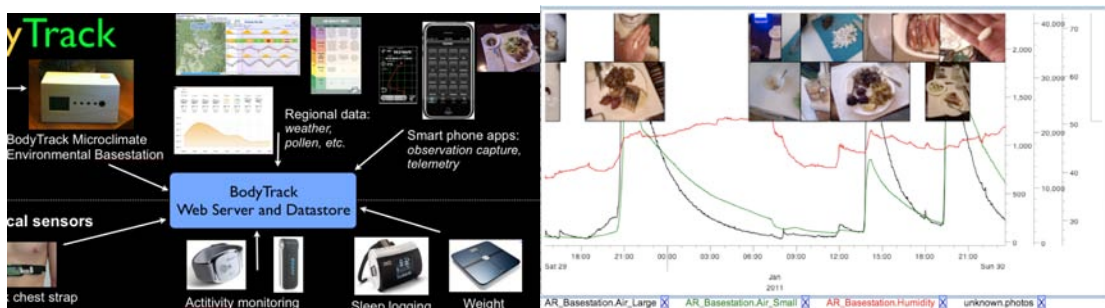 yTrack
BodyTrack Microclimate
Environmental Basestation
Regional data:
weather,
pollen, etc.
Smart phone apps:
observation capture,
telemetry
BodyTrack
Web Server and Datastore
cal sensors
chest strap
Actitivity monitoring
Sleep logging
Weight
40,000
70
2,000
60
30,000
1,500
50
20,000
1,000
40
10,000
500
30
0
0
18:00
21:00
00:00
03:00
06:00
09:00
12:00
15:00
18:00
21:00
Sat 29
Jan
Sun 30
2011
AR_Basestation.Air_Large X
AR_Basestation.Air_Small X
AR_Basestation.Humidity X
unknown.photos X